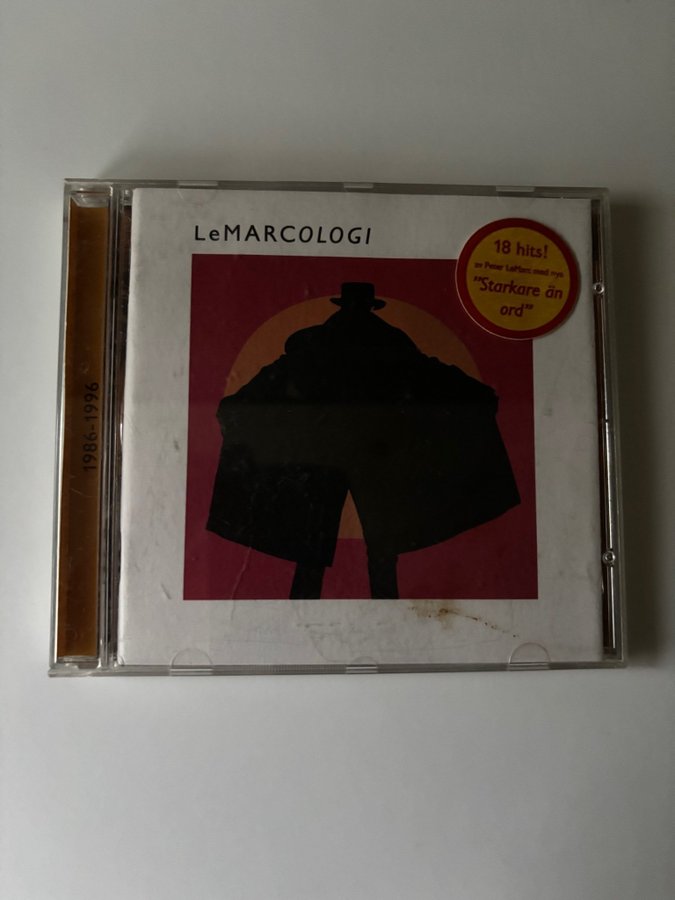 LeMARCOLOGI
18 hits!
av Peter LeMarc med nya
"Starkare än
ord"
1986-1996